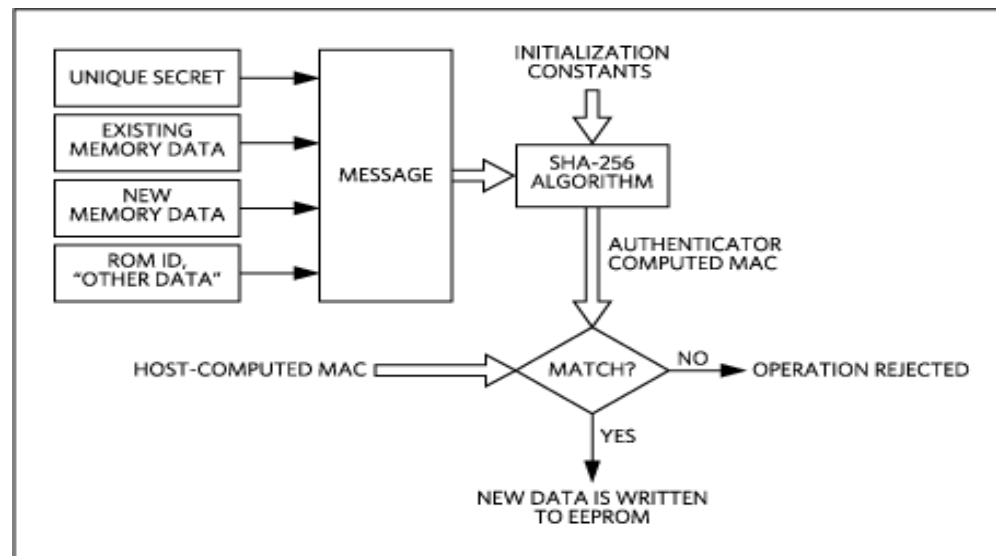 UNIQUE SECRET
EXISTING
MEMORY DATA
NEW
MEMORY DATA
ROM ID,
“OTHER DATA”
MESSAGE
INITIALIZATION
CONSTANTS
SHA-256
ALGORITHM
AUTHENTICATOR
COMPUTED MAC
HOST-COMPUTED MAC
MATCH?
NO
OPERATION REJECTED
YES
NEW DATA IS WRITTEN
TO EEPROM